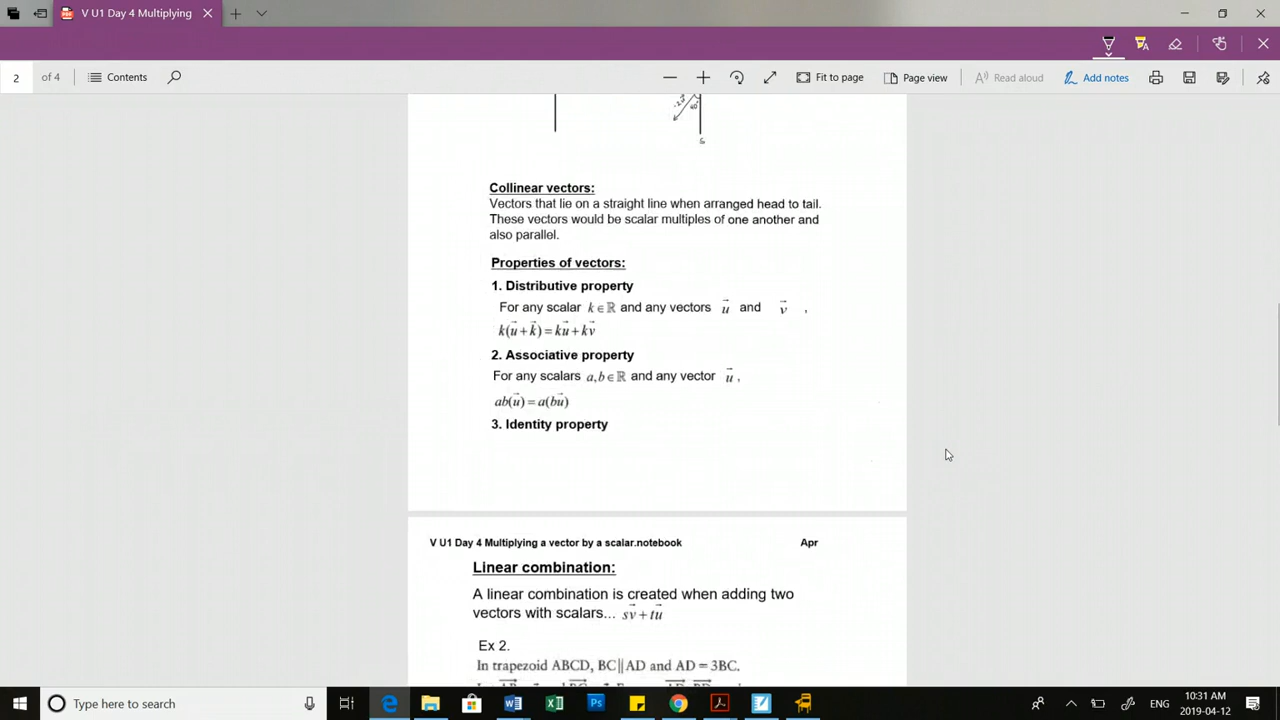 V U1 Day 4 Multiplying
2 of 4 Contents Fit to page Page view Read aloud Add notes
40°
S
Collinear vectors:
Vectors that lie on a straight line when arranged head to tail.
These vectors would be scalar multiples of one another and
also parallel.
Properties of vectors:
1. Distributive property
For any scalar k∈ℝ and any vectors u⃗ and v⃗ ,
k(u⃗+k⃗)=ku⃗+kv⃗
2. Associative property
For any scalars a,b∈ℝ and any vector u⃗ .
ab(u⃗)=a(bu⃗)
3. Identity property
V U1 Day 4 Multiplying a vector by a scalar.notebook Apr
Linear combination:
A linear combination is created when adding two
vectors with scalars... sv⃗+tu⃗
Ex 2.
In trapezoid ABCD, BC||AD and AD = 3BC.
Type here to search
ENG 10:31 AM
2019-04-12